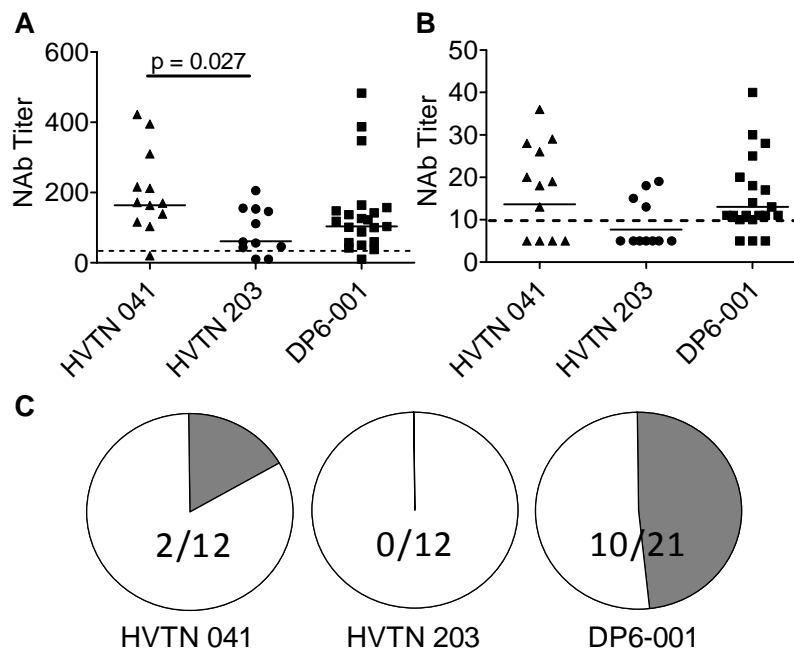 A
NAb Titer
600
400
200
0
p = 0.027
HVTN 041
HVTN 203
DP6-001
B
NAb Titer
50
40
30
20
10
0
HVTN 041
HVTN 203
DP6-001
C
2/12
0/12
10/21
HVTN 041
HVTN 203
DP6-001